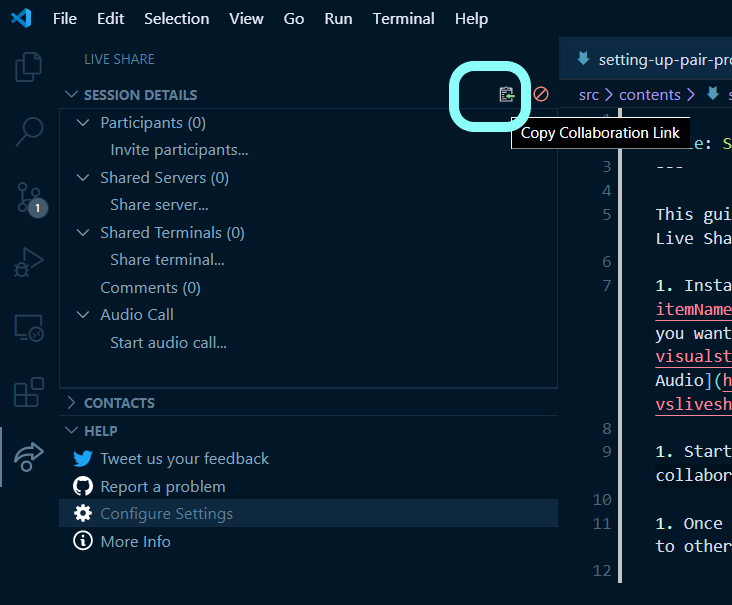 File Edit Selection View Go Run Terminal Help
LIVE SHARE
SESSION DETAILS
Participants (0)
Invite participants...
Shared Servers (0)
Share server...
Shared Terminals (0)
Share terminal...
Comments (0)
Audio Call
Start audio call...
CONTACTS
HELP
Tweet us your feedback
Report a problem
Configure Settings
More Info
1
setting-up-pair-pro
src > contents > s
Copy Collaboration Link
e: S
3 ---
4
5 This gui
Live Sha
6
7 1. Insta
itemName
you want
visualst
Audio](h
vslivesh
8
9 1. Start
collabor
10
11 1. Once
to other
12